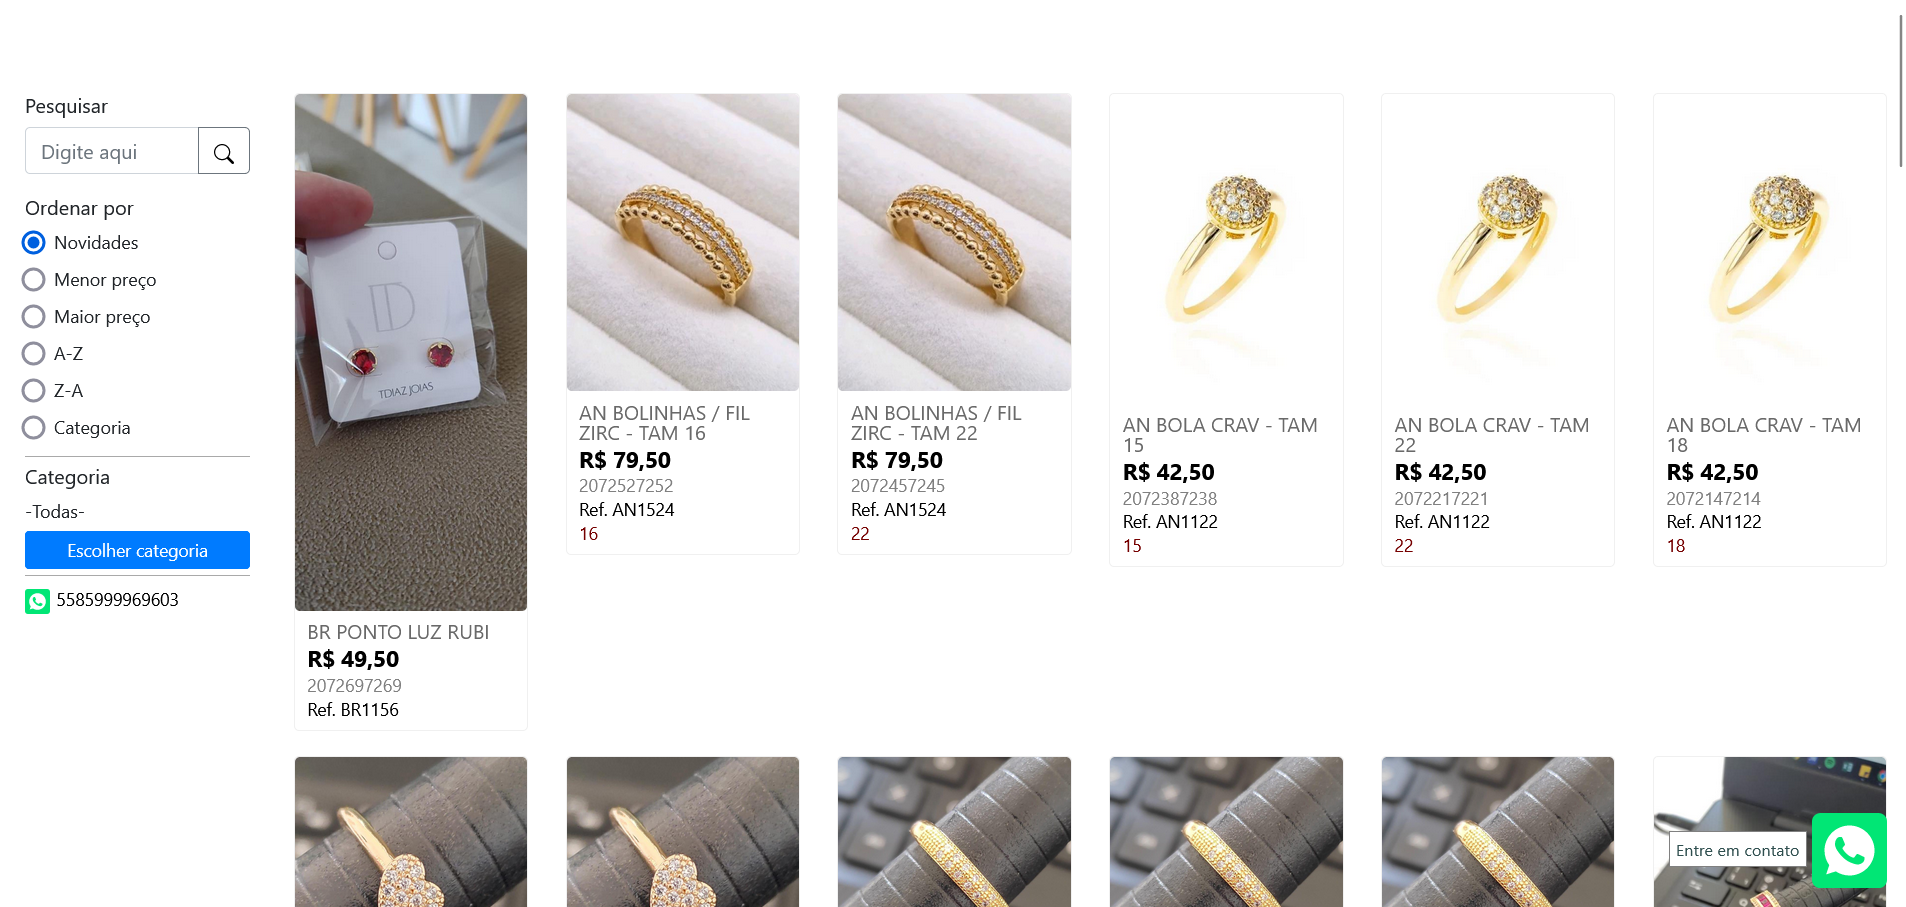 Pesquisar
Digite aqui
Ordenar por
Novidades
Menor preço
Maior preço
A-Z
Z-A
Categoria
Categoria
-Todas-
Escolher categoria
5585999969603
TDIAZ JOIAS
BR PONTO LUZ RUBI
R$ 49,50
2072697269
Ref. BR1156
AN BOLINHAS / FIL
ZIRC - TAM 16
R$ 79,50
2072527252
Ref. AN1524
16
AN BOLINHAS / FIL
ZIRC - TAM 22
R$ 79,50
2072457245
Ref. AN1524
22
AN BOLA CRAV - TAM
15
R$ 42,50
2072387238
Ref. AN1122
15
AN BOLA CRAV - TAM
22
R$ 42,50
2072217221
Ref. AN1122
22
AN BOLA CRAV - TAM
18
R$ 42,50
2072147214
Ref. AN1122
18
Entre em contato